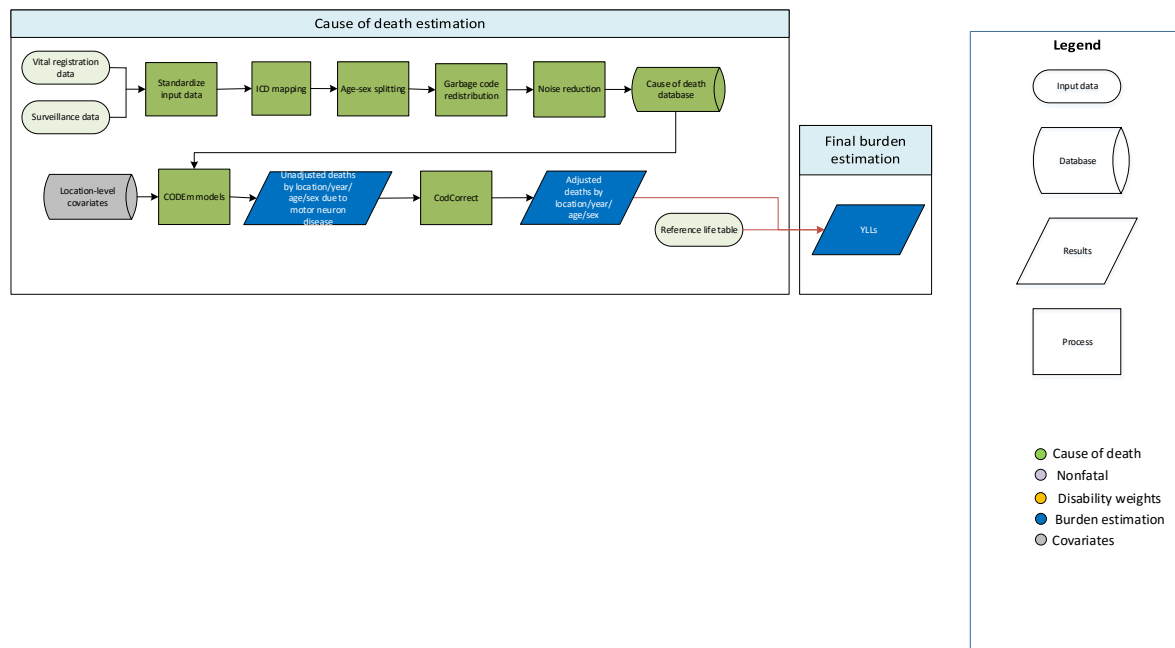 Cause of death estimation
Vital registration
data
Surveillance data
Standardize
input data
ICD mapping
Age-sex splitting
Garbage code
redistribution
Noise reduction
Cause of death
database
Location-level
covariates
CODEm models
Unadjusted deaths
by location/year/
age/sex due to
motor neuron
disease
CodCorrect
Adjusted
deaths by
location/year/
age/sex
Reference life table
Final burden
estimation
YLLs
Legend
Input data
Database
Results
Process
Cause of death
Nonfatal
Disability weights
Burden estimation
Covariates